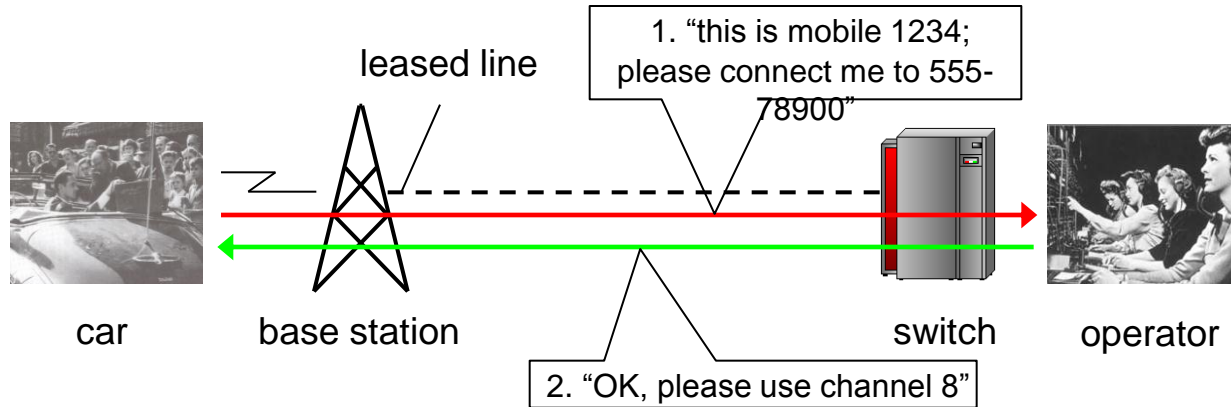 1. “this is mobile 1234;
please connect me to 555-
78900”
leased line
car
base station
switch
operator
2. “OK, please use channel 8”